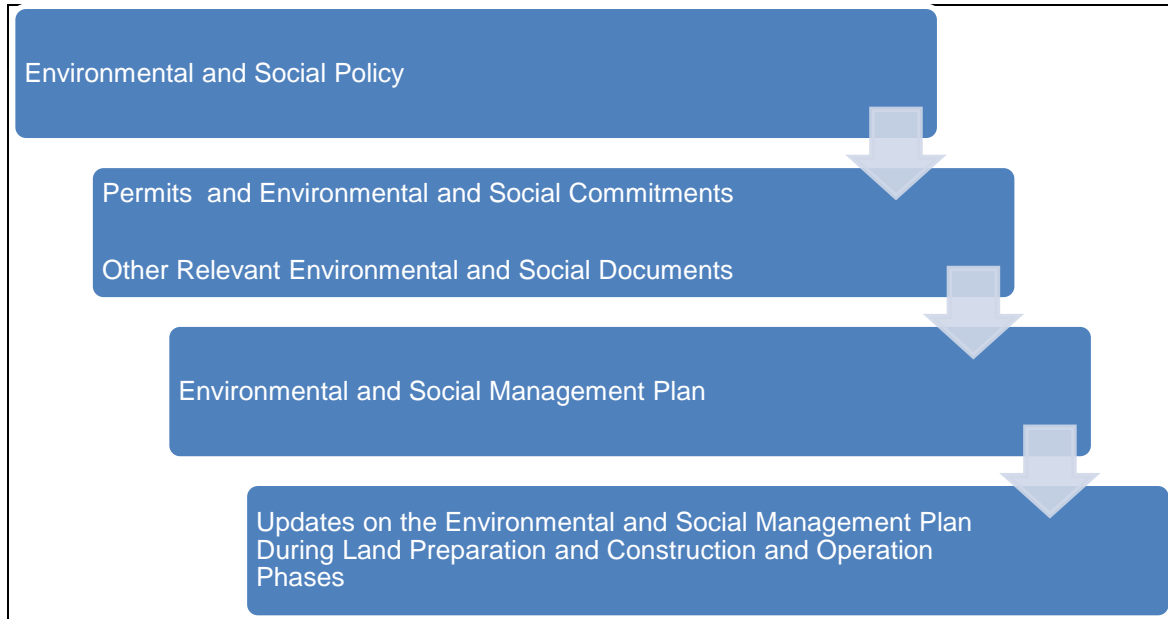 Environmental and Social Policy
Permits  and Environmental and Social Commitments
Other Relevant Environmental and Social Documents
Environmental and Social Management Plan
Updates on the Environmental and Social Management Plan
During Land Preparation and Construction and Operation
Phases